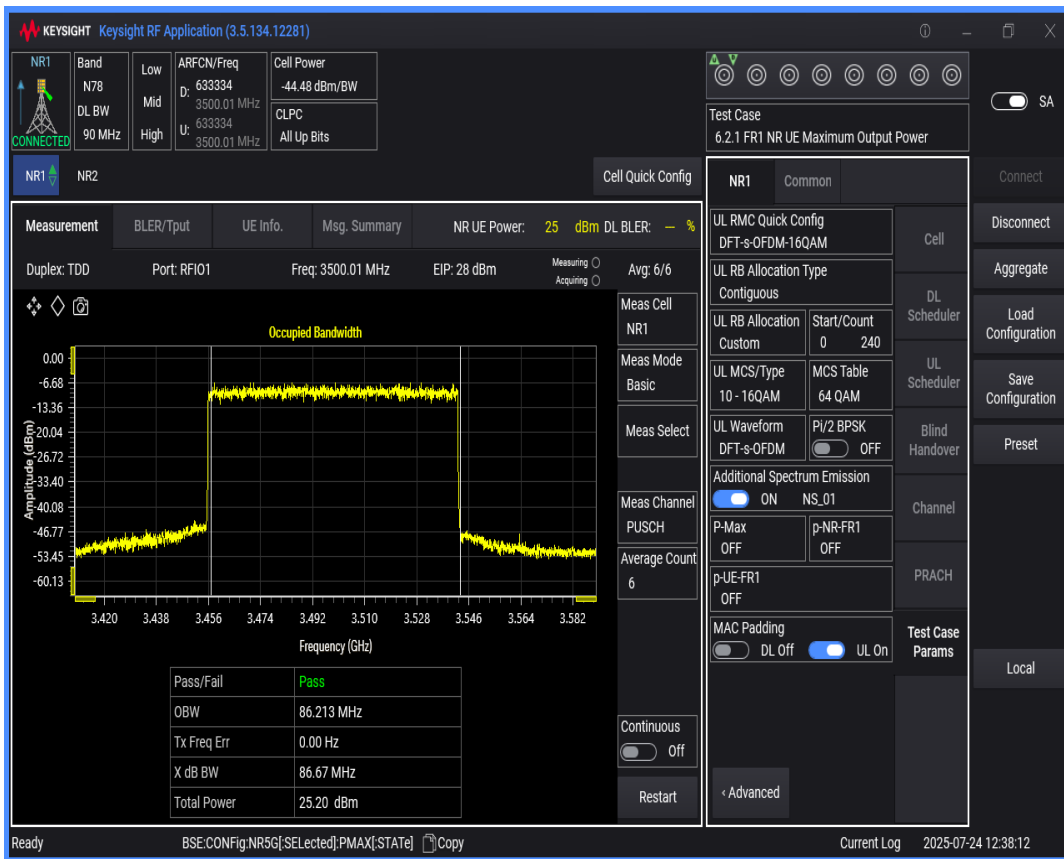 KEYSIGHT Keysight RF Application (3.5.134.12281)
NR1
CONNECTED
Band
N78
DL BW
90 MHz
Low
Mid
High
ARFCN/Freq
D: 633334
3500.01 MHz
U: 633334
3500.01 MHz
Cell Power
-44.48 dBm/BW
CLPC
All Up Bits
Test Case
6.2.1 FR1 NR UE Maximum Output Power
SA
NR1 NR2
Cell Quick Config
Measurement BLER/Tput UE Info. Msg. Summary NR UE Power: 25 dBm DL BLER: — %
Duplex: TDD Port: RFIO1 Freq: 3500.01 MHz EIP: 28 dBm Measuring Acquiring Avg: 6/6
Occupied Bandwidth
Amplitude (dBm)
0.00
-6.68
-13.36
-20.04
-26.72
-33.40
-40.08
-46.77
-53.45
-60.13
3.420 3.438 3.456 3.474 3.492 3.510 3.528 3.546 3.564 3.582
Frequency (GHz)
Pass/Fail Pass
OBW 86.213 MHz
Tx Freq Err 0.00 Hz
X dB BW 86.67 MHz
Total Power 25.20 dBm
Meas Cell
NR1
Meas Mode
Basic
Meas Select
Meas Channel
PUSCH
Average Count
6
Continuous
Off
Restart
NR1 Common
UL RMC Quick Config
DFT-s-OFDM-16QAM
UL RB Allocation Type
Contiguous
UL RB Allocation Start/Count
Custom 0 240
UL MCS/Type MCS Table
10 - 16QAM 64 QAM
UL Waveform Pi/2 BPSK
DFT-s-OFDM OFF
Additional Spectrum Emission
ON NS_01
P-Max p-NR-FR1
OFF OFF
p-UE-FR1
OFF
MAC Padding
DL Off UL On
‹ Advanced
Cell
DL
Scheduler
UL
Scheduler
Blind
Handover
Channel
PRACH
Test Case
Params
Connect
Disconnect
Aggregate
Load
Configuration
Save
Configuration
Preset
Local
Ready BSE:CONFig:NR5G[:SELected]:PMAX[:STATe] Copy Current Log 2025-07-24 12:38:12